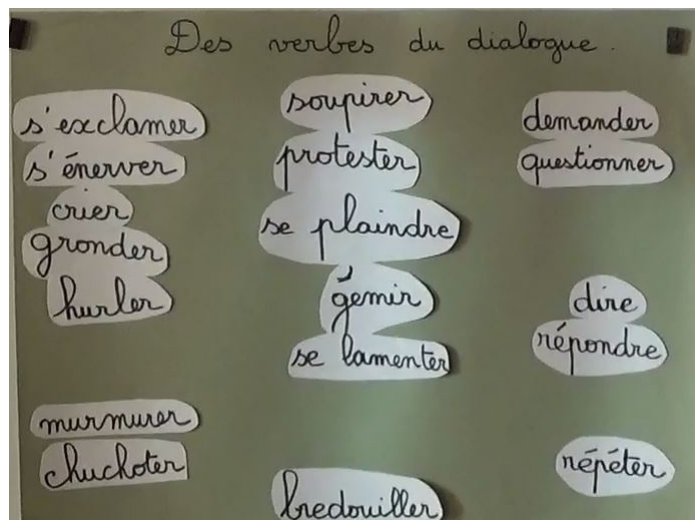 Des verbes du dialogue.
s'exclamer
s'énerver
crier
gronder
hurler
murmurer
chuchoter
soupirer
protester
se plaindre
gémir
se lamenter
bredouiller
demander
questionner
dire
répondre
répéter